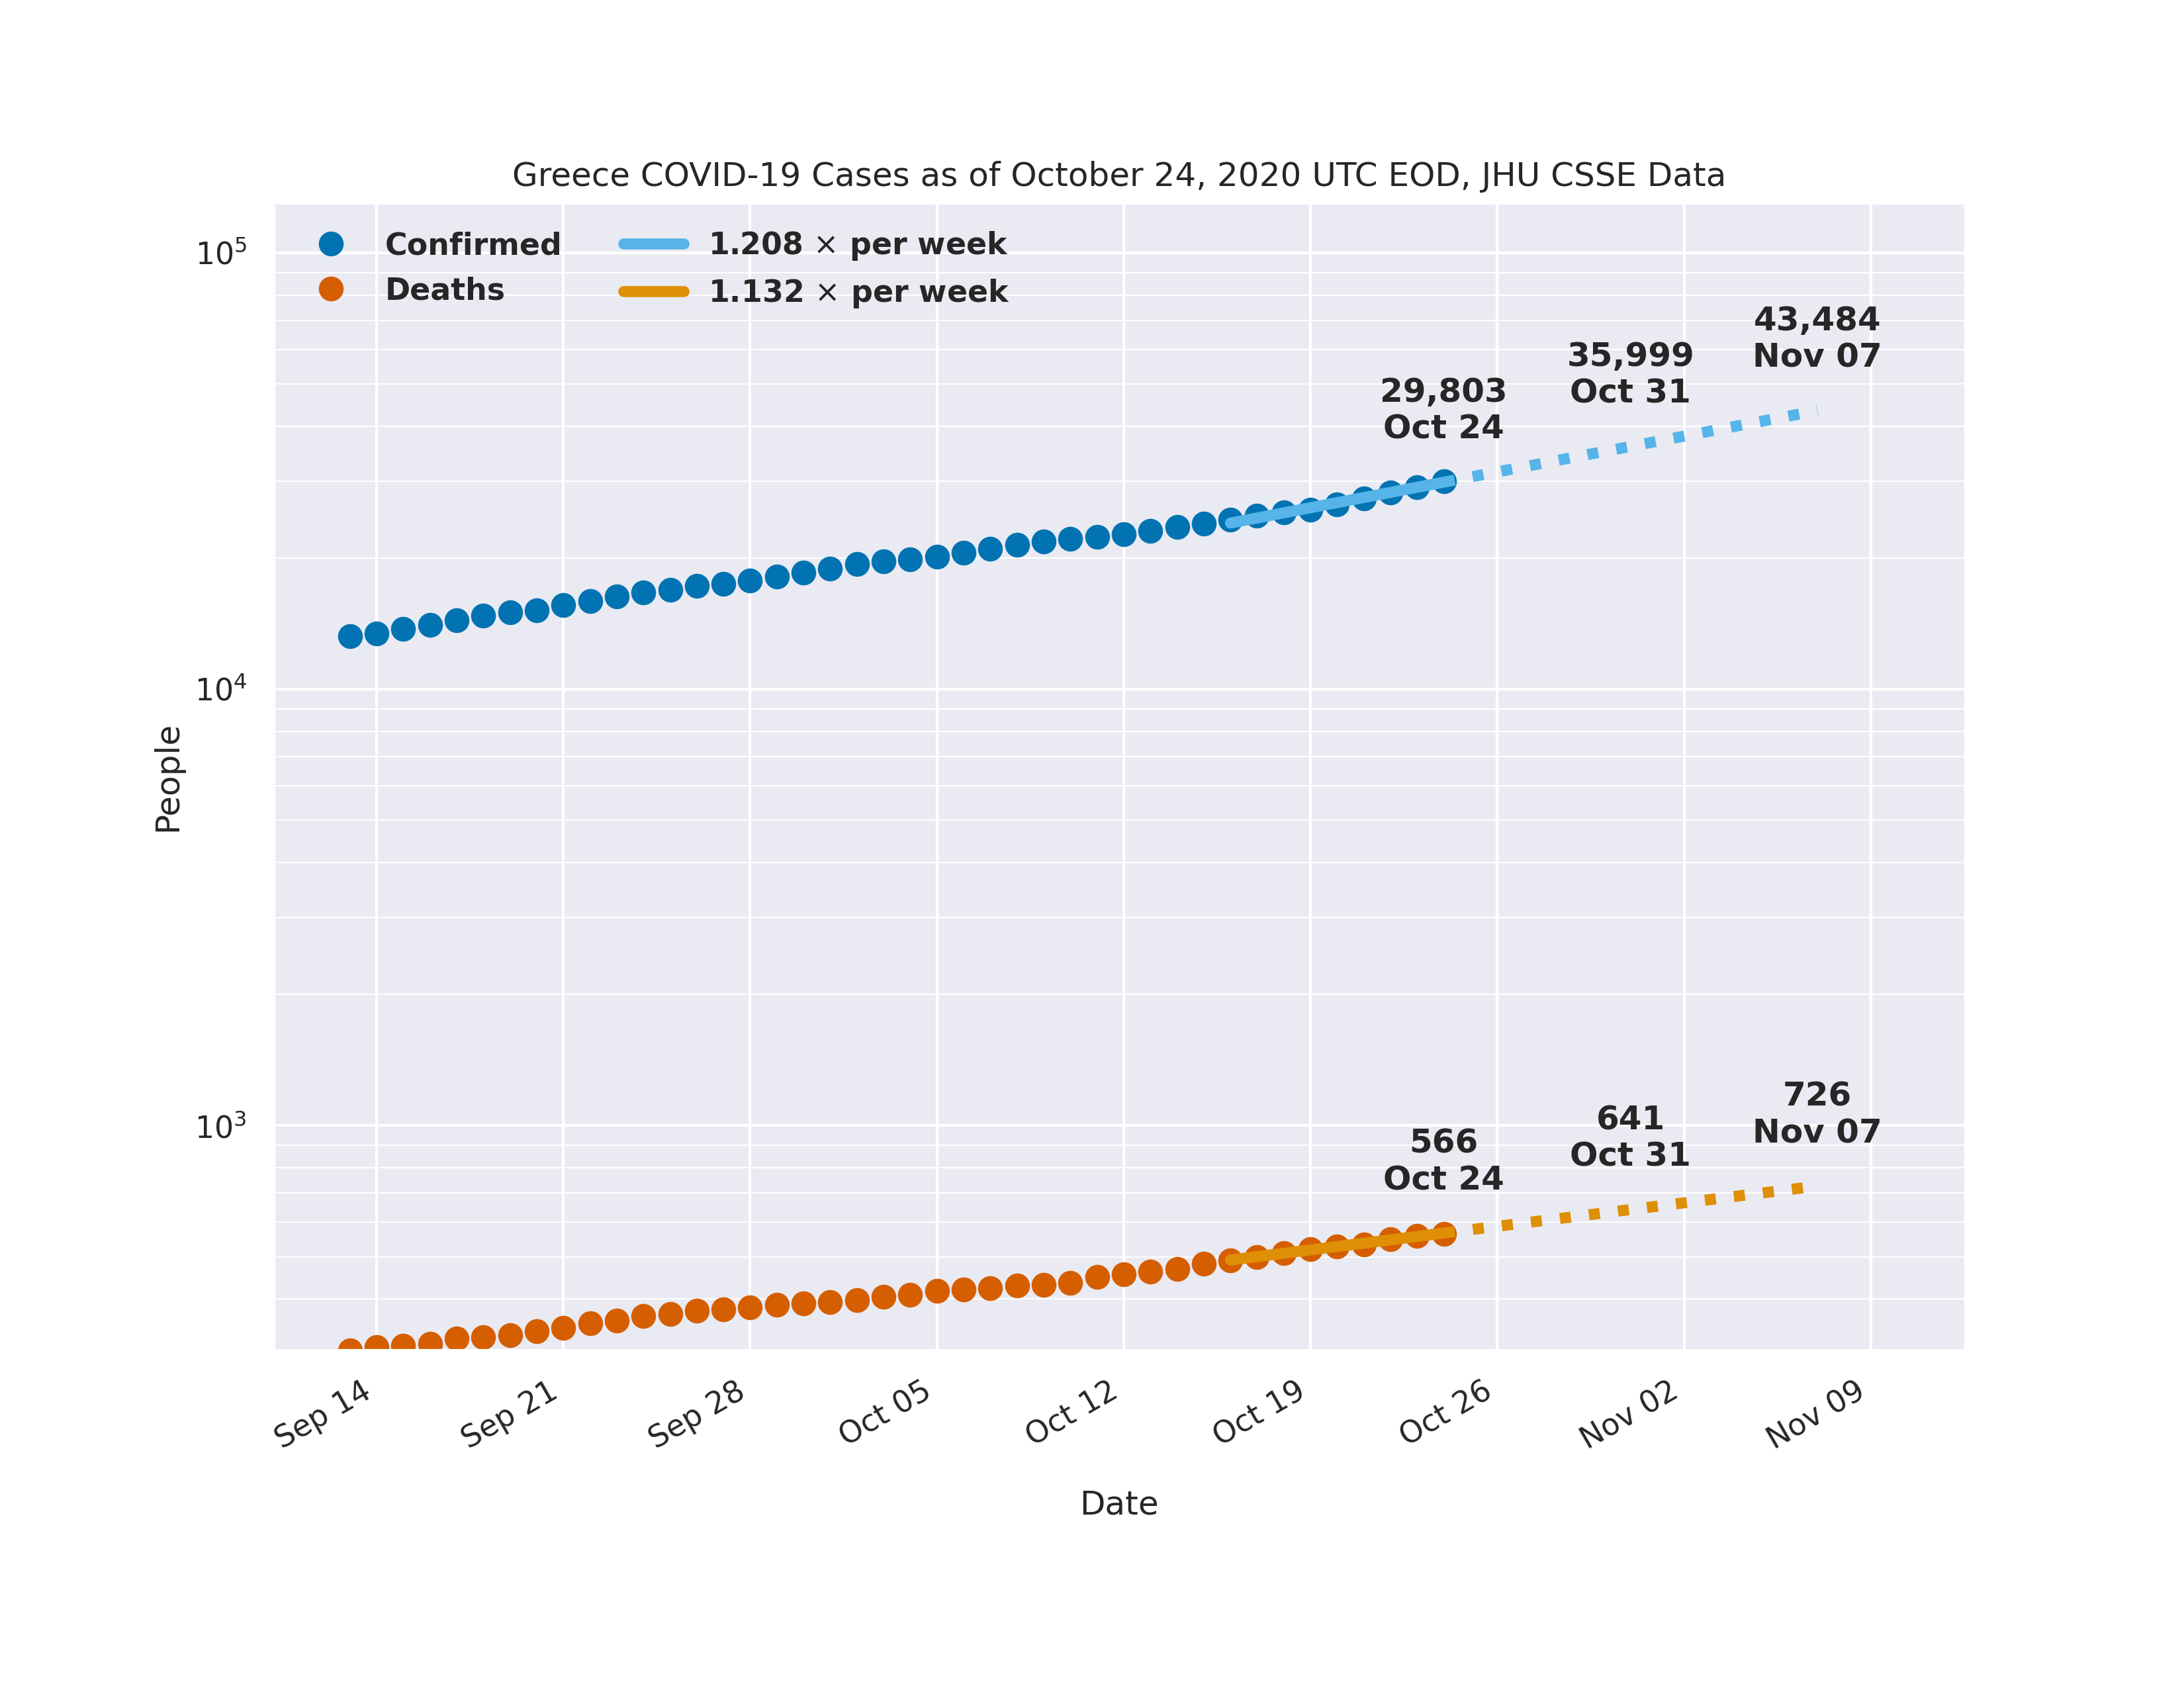 Greece COVID-19 Cases as of October 24, 2020 UTC EOD, JHU CSSE Data
Confirmed
Deaths
1.208 × per week
1.132 × per week
10⁵
10⁴
10³
People
29,803
Oct 24
35,999
Oct 31
43,484
Nov 07
566
Oct 24
641
Oct 31
726
Nov 07
Sep 14
Sep 21
Sep 28
Oct 05
Oct 12
Oct 19
Oct 26
Nov 02
Nov 09
Date